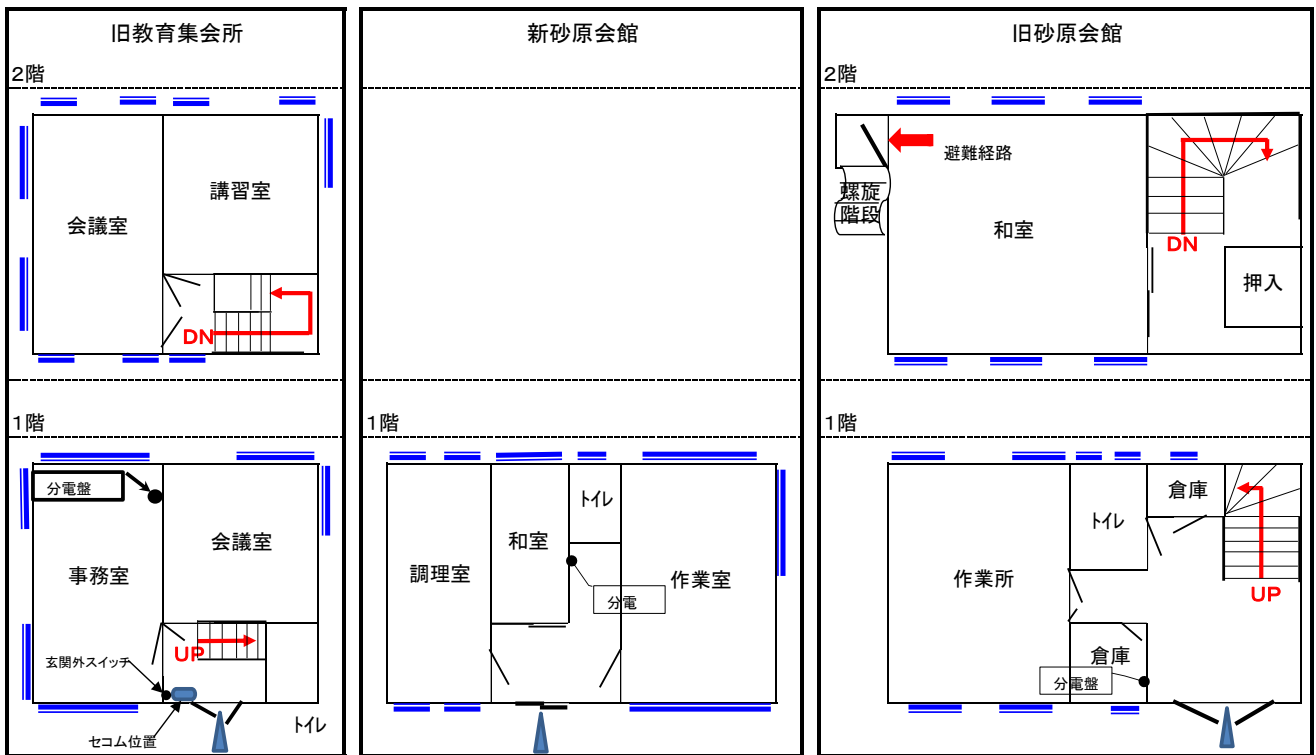 旧教育集会所
新砂原会館
旧砂原会館
2階
2階
講習室
会議室
DN
避難経路
螺旋
階段
和室
DN
押入
1階
1階
1階
分電盤
会議室
事務室
UP
玄関外スイッチ
セコム位置
トイレ
トイレ
和室
調理室
作業室
分電
倉庫
トイレ
作業所
UP
倉庫
分電盤